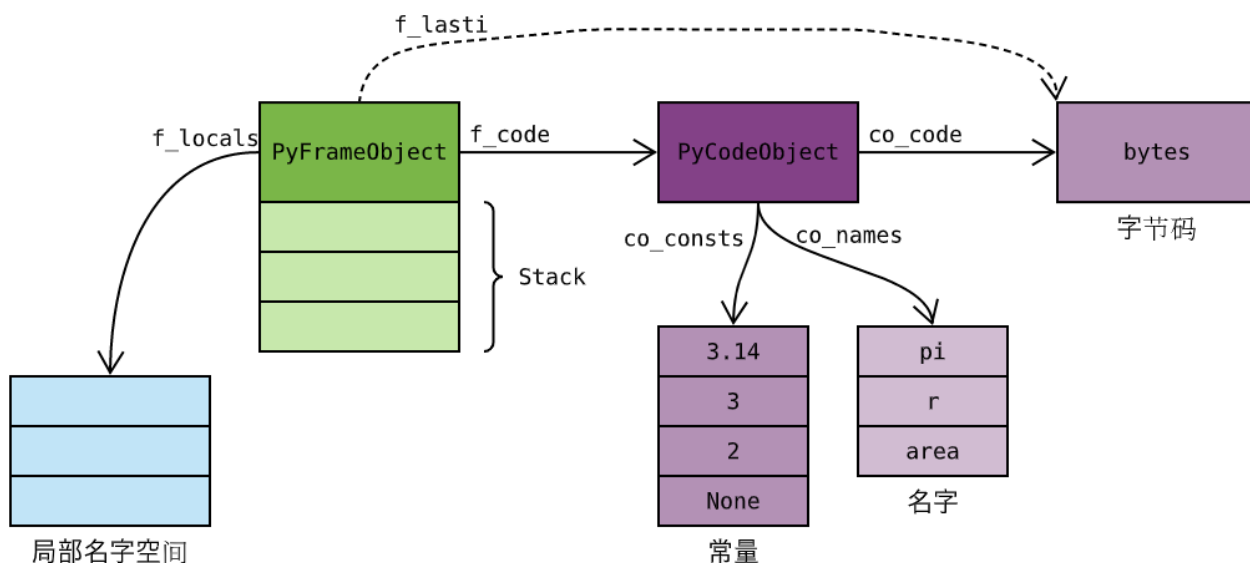 f_lasti
f_locals
PyFrameObject
f_code
PyCodeObject
co_code
bytes
字节码
co_consts
co_names
Stack
3.14
3
2
None
常量
pi
r
area
名字
局部名字空间